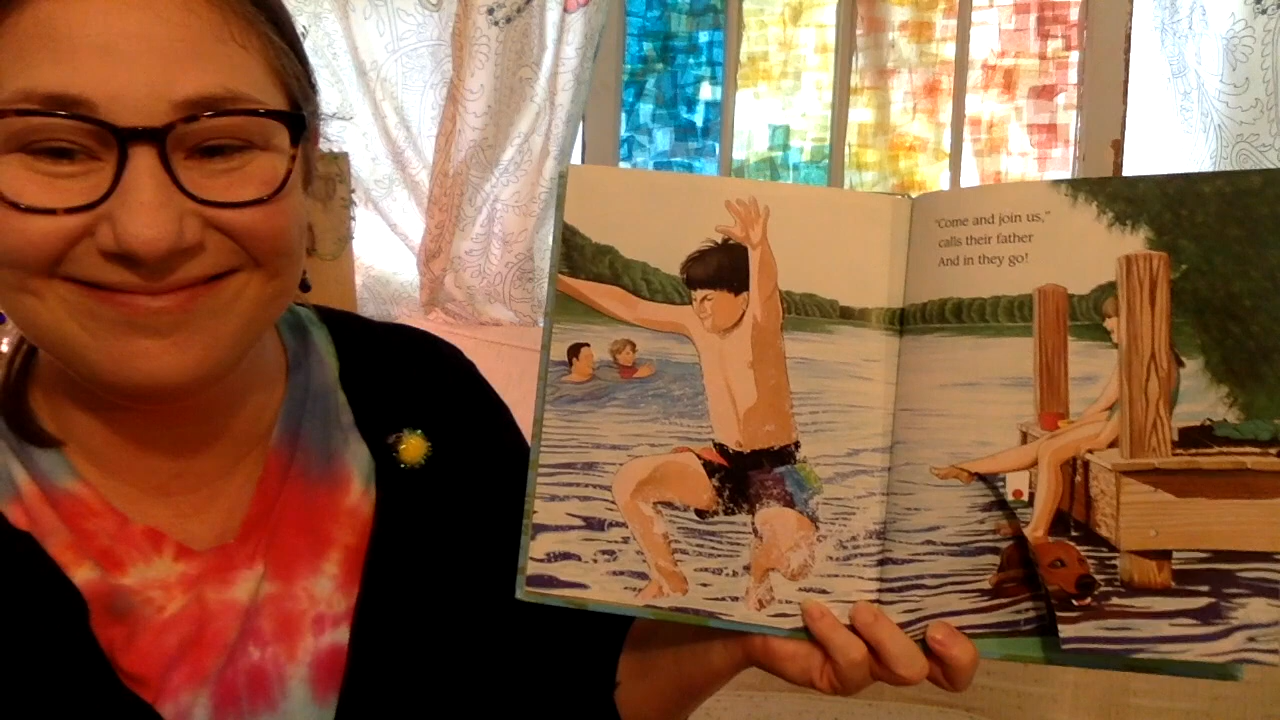 "Come and join us,"
calls their father
And in they go!